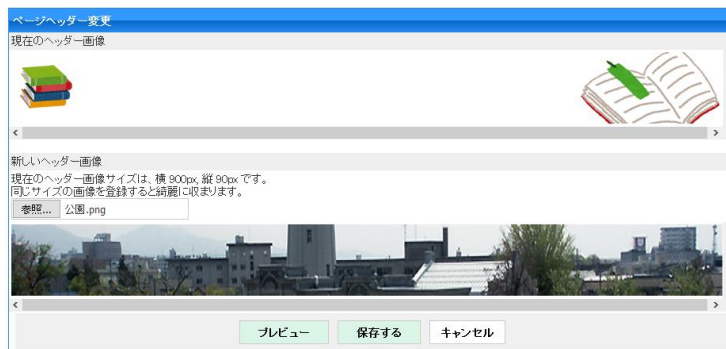 ページヘッダー変更
現在のヘッダー画像
新しいヘッダー画像
現在のヘッダー画像サイズは、横 900px, 縦 90px です。
同じサイズの画像を登録すると綺麗に収まります。
参照... 公園.png
プレビュー 保存する キャンセル